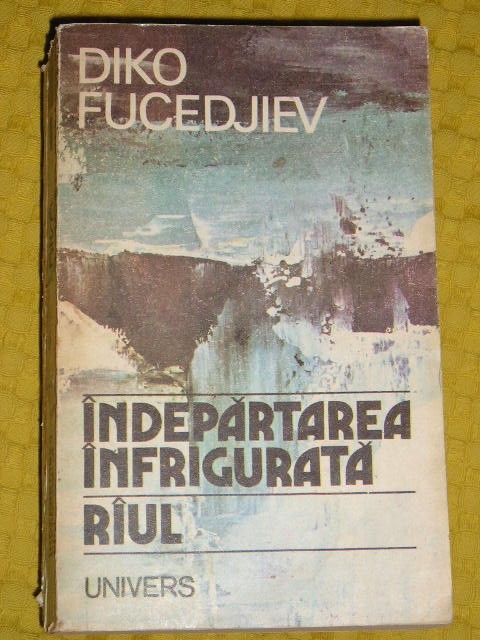 DIKO
FUCEDJIEV
ÎNDEPĂRTAREA
ÎNFRIGURATĂ
RÎUL
UNIVERS